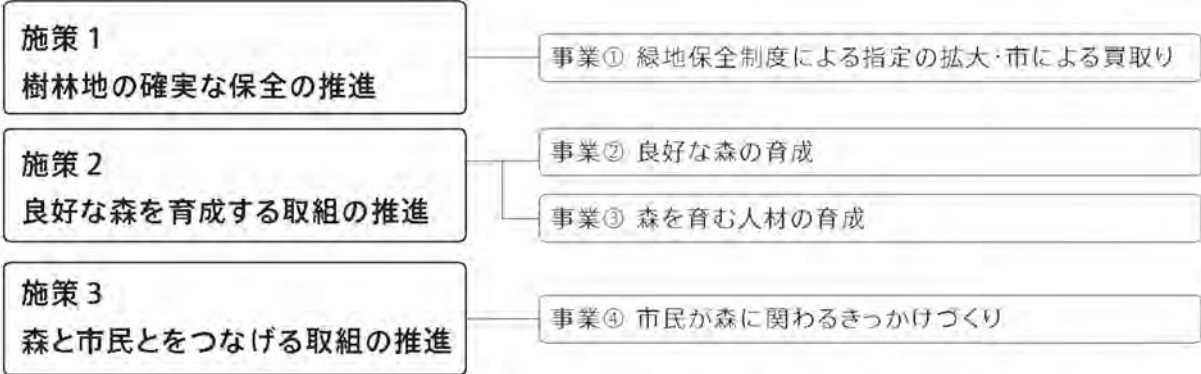 施策 1
樹林地の確実な保全の推進
事業① 緑地保全制度による指定の拡大・市による買取り
施策 2
良好な森を育成する取組の推進
事業② 良好な森の育成
事業③ 森を育む人材の育成
施策 3
森と市民とをつなげる取組の推進
事業④ 市民が森に関わるきっかけづくり